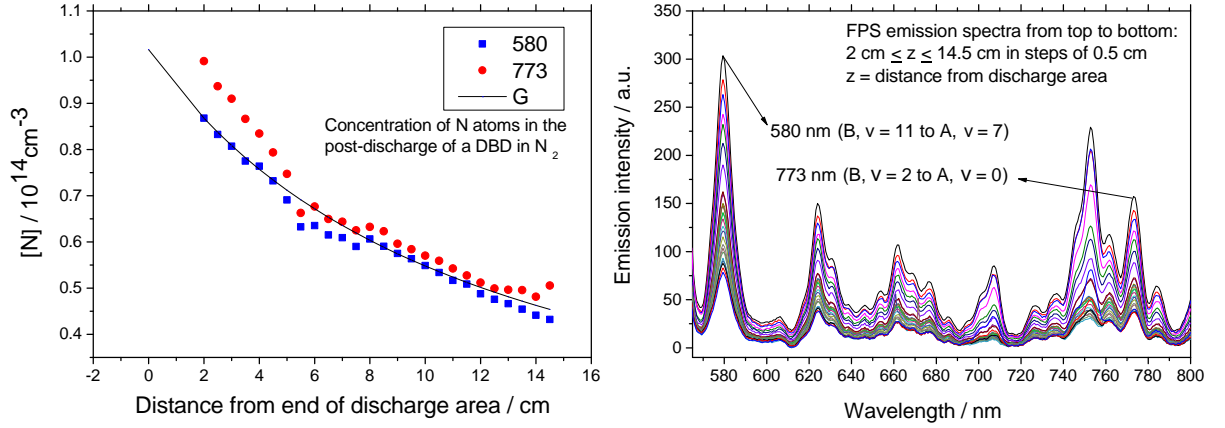 1.1
1.0
0.9
0.8
0.7
0.6
0.5
0.4
[N] / 10^14cm-3
-2 0 2 4 6 8 10 12 14 16
Distance from end of discharge area / cm
580
773
G
Concentration of N atoms in the
post-discharge of a DBD in N₂
350
300
250
200
150
100
50
0
Emission intensity / a.u.
580 600 620 640 660 680 700 720 740 760 780 800
Wavelength / nm
FPS emission spectra from top to bottom:
2 cm ≤ z ≤ 14.5 cm in steps of 0.5 cm
z = distance from discharge area
580 nm (B, v = 11 to A, v = 7)
773 nm (B, v = 2 to A, v = 0)